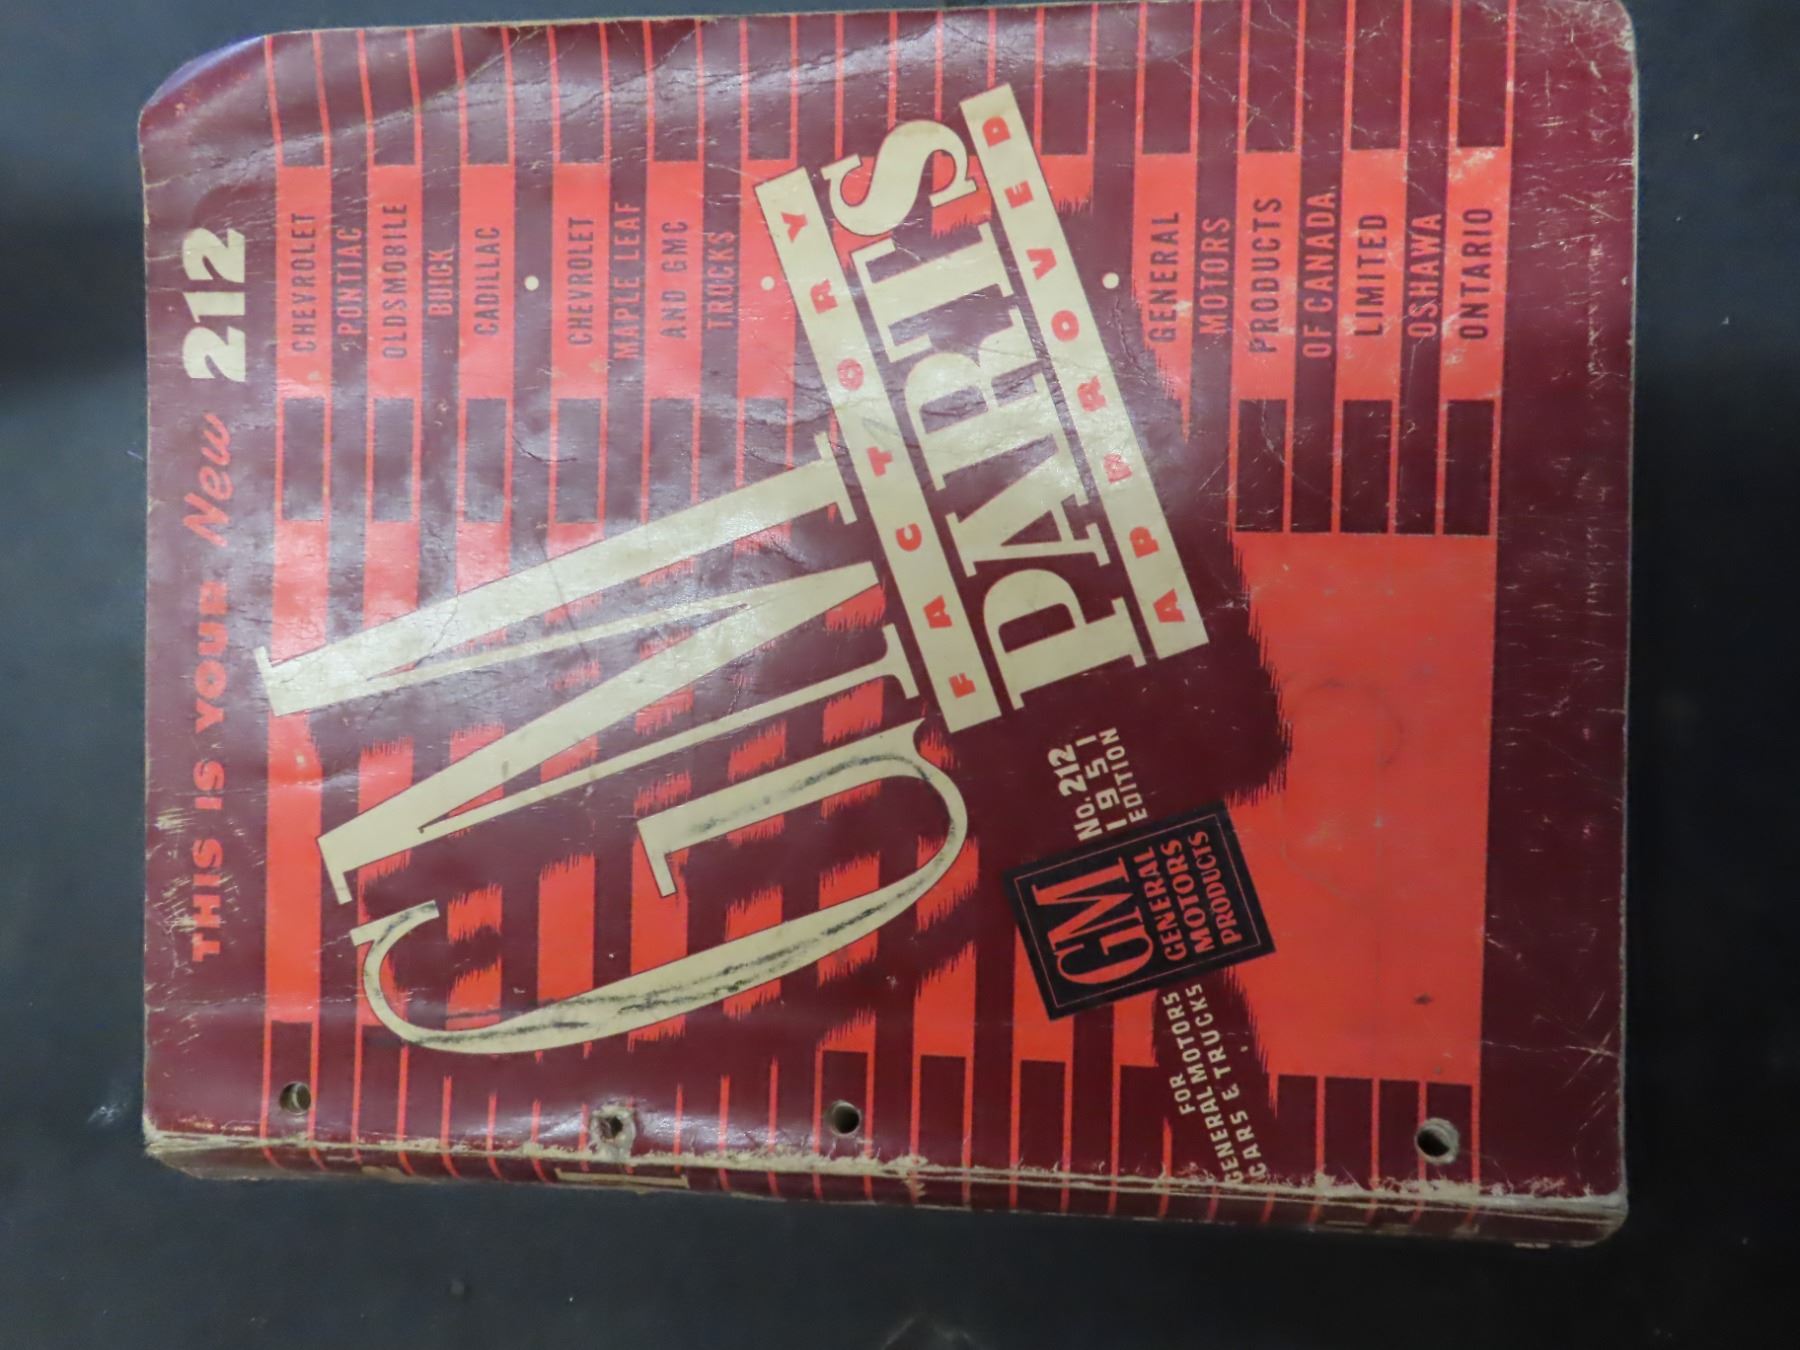 THIS IS YOUR New 212
CHEVROLET
PONTIAC
OLDSMOBILE
BUICK
CADILLAC
CHEVROLET
MAPLE LEAF
AND GMC
TRUCKS
GM
FACTORY
PARTS
APPROVED
No. 212
1951
EDITION
GM
GENERAL
MOTORS
PRODUCTS
FOR
GENERAL MOTORS
CARS & TRUCKS
GENERAL
MOTORS
PRODUCTS
OF CANADA
LIMITED
OSHAWA
ONTARIO